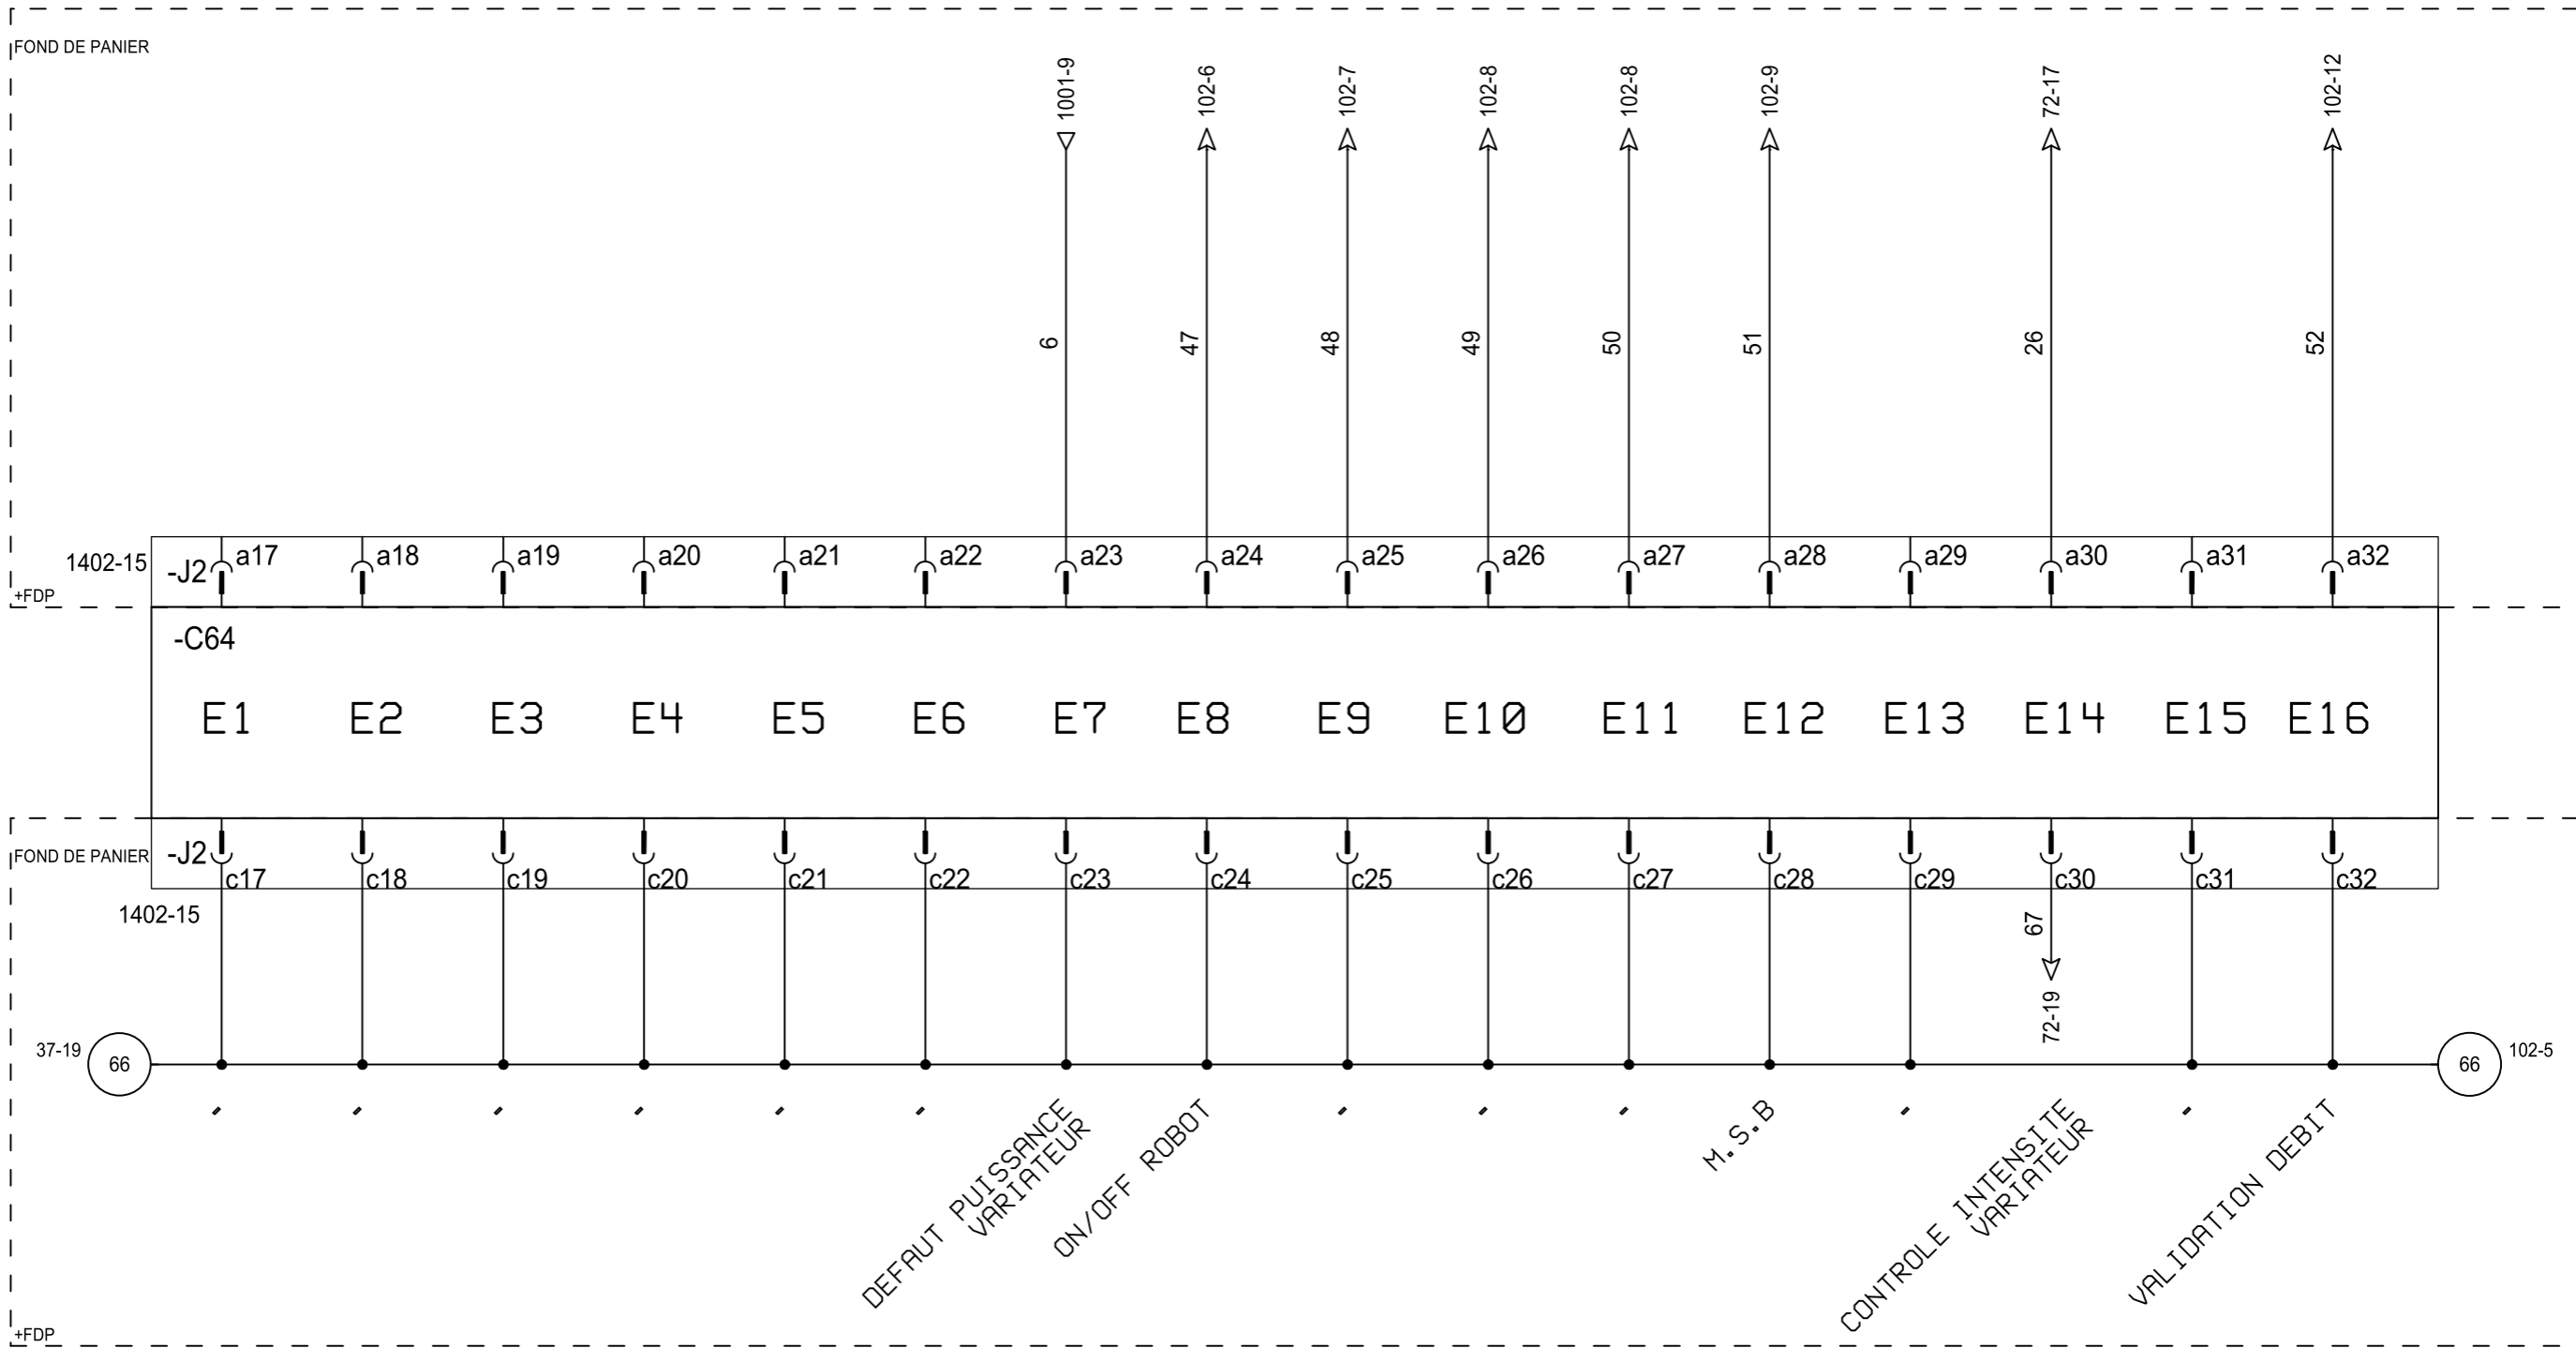 FOND DE PANIER
1001-9
102-6
102-7
102-8
102-8
102-9
72-17
102-12
6
47
48
49
50
51
26
52
1402-15
-J2
a17
a18
a19
a20
a21
a22
a23
a24
a25
a26
a27
a28
a29
a30
a31
a32
+FDP
-C64
E1
E2
E3
E4
E5
E6
E7
E8
E9
E10
E11
E12
E13
E14
E15
E16
FOND DE PANIER
-J2
c17
c18
c19
c20
c21
c22
c23
c24
c25
c26
c27
c28
c29
c30
c31
c32
1402-15
67
72-19
37-19
66
66
102-5
-
-
-
-
-
-
DEFAUT PUISSANCE
VARIATEUR
ON/OFF ROBOT
-
-
-
M.S.B
-
CONTROLE INTENSITE
VARIATEUR
-
VALIDATION DEBIT
+FDP